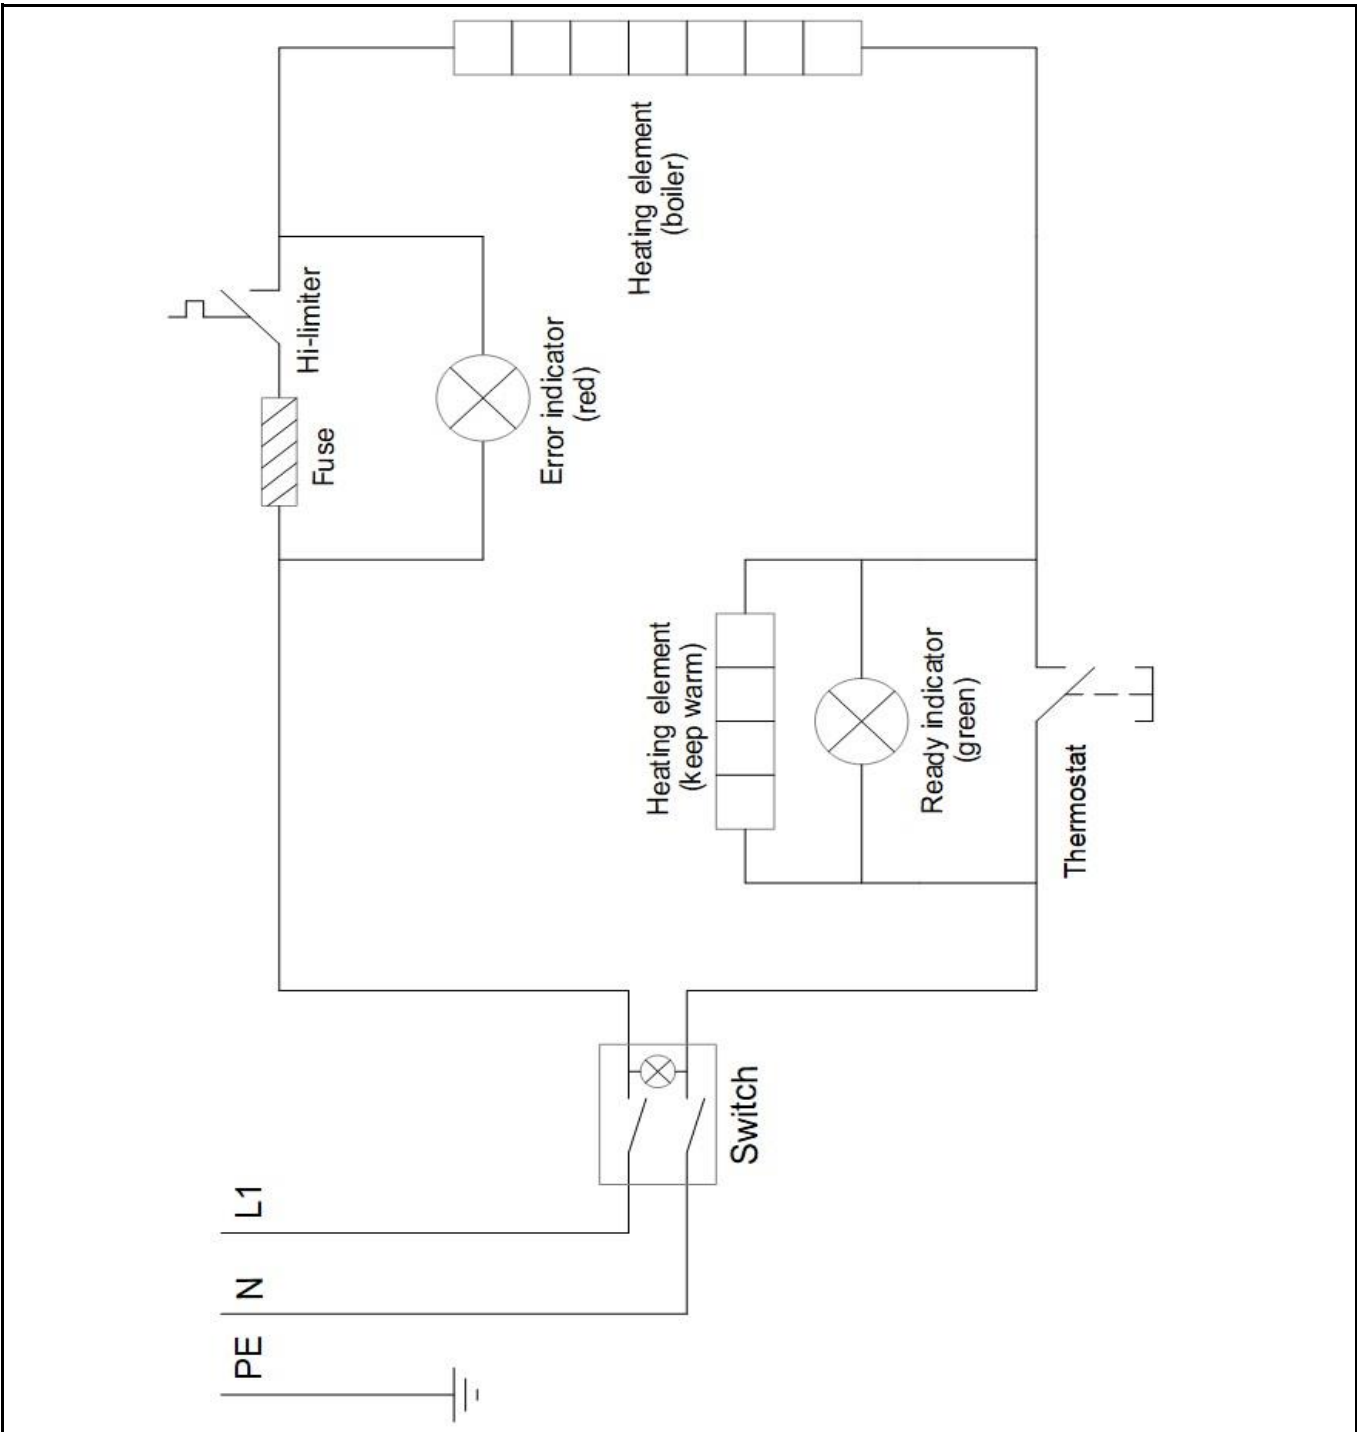 L1
N
PE
Switch
Fuse
Hi-limiter
Error indicator
(red)
Heating element
(boiler)
Heating element
(keep warm)
Ready indicator
(green)
Thermostat